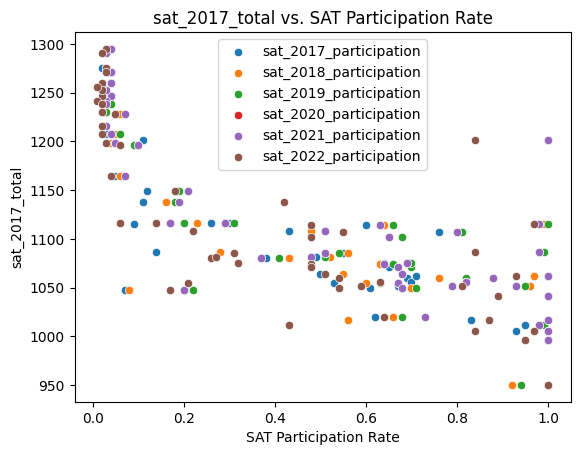 sat_2017_total vs. SAT Participation Rate
sat_2017_participation
sat_2018_participation
sat_2019_participation
sat_2020_participation
sat_2021_participation
sat_2022_participation
sat_2017_total
1300
1250
1200
1150
1100
1050
1000
950
0.0 0.2 0.4 0.6 0.8 1.0
SAT Participation Rate